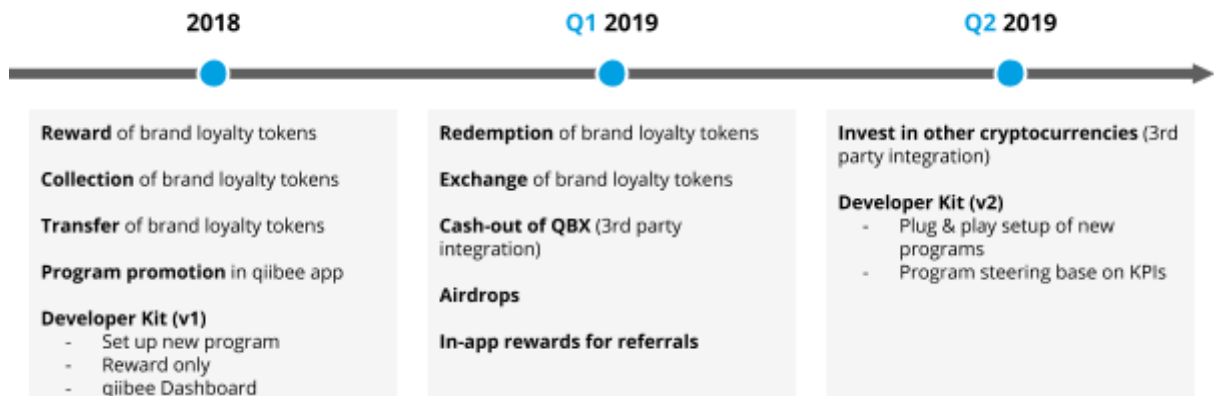 2018
Reward of brand loyalty tokens
Collection of brand loyalty tokens
Transfer of brand loyalty tokens
Program promotion in qiibee app
Developer Kit (v1)
- Set up new program
- Reward only
- qiibee Dashboard
Q1 2019
Redemption of brand loyalty tokens
Exchange of brand loyalty tokens
Cash-out of QBX (3rd party
integration)
Airdrops
In-app rewards for referrals
Q2 2019
Invest in other cryptocurrencies (3rd
party integration)
Developer Kit (v2)
- Plug & play setup of new
programs
- Program steering base on KPIs